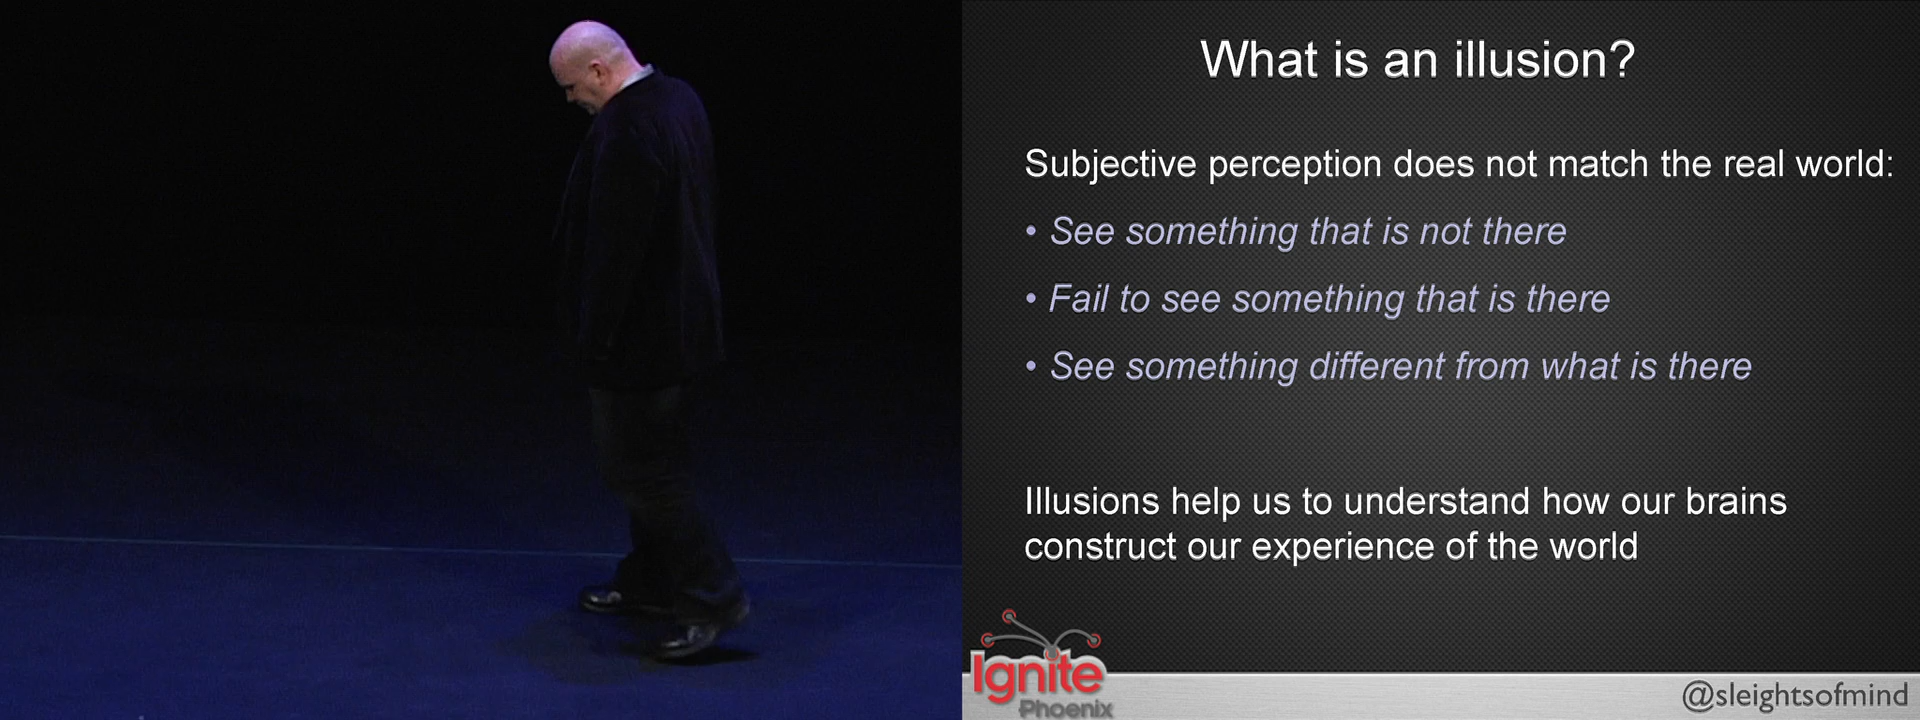 What is an illusion?
Subjective perception does not match the real world:
• See something that is not there
• Fail to see something that is there
• See something different from what is there
Illusions help us to understand how our brains
construct our experience of the world
Ignite
Phoenix
@sleightsofmind